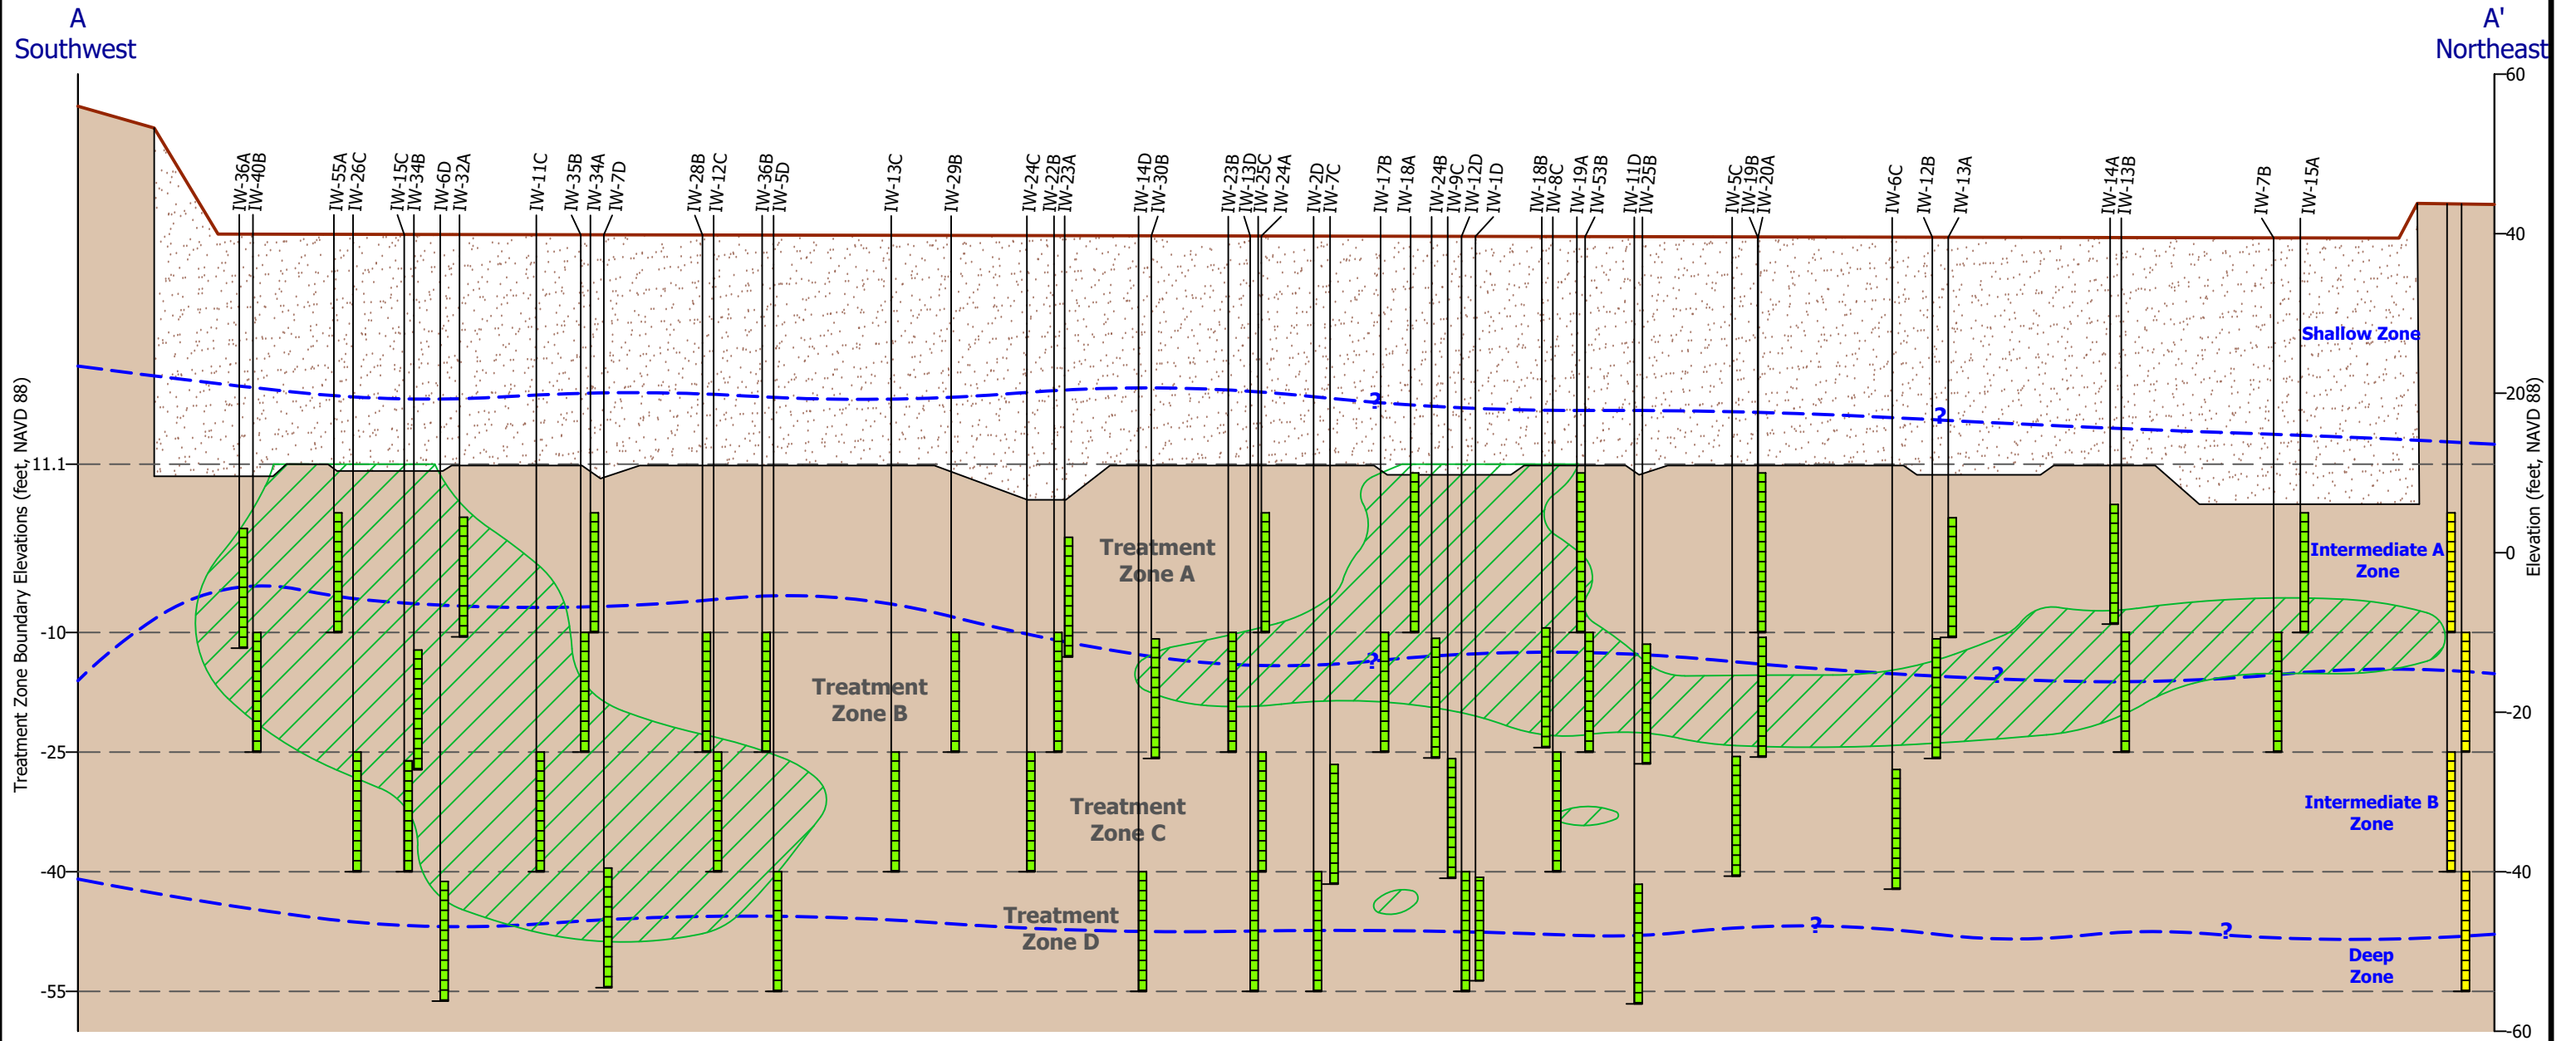 A
Southwest
A'
Northeast
IW-36A
IW-40B
IW-55A
IW-26C
IW-15C
IW-34B
IW-6D
IW-32A
IW-11C
IW-35B
IW-34A
IW-7D
IW-28B
IW-12C
IW-36B
IW-5D
IW-13C
IW-29B
IW-24C
IW-22B
IW-23A
IW-14D
IW-30B
IW-23B
IW-13D
IW-25C
IW-24A
IW-2D
IW-7C
IW-17B
IW-18A
IW-24B
IW-9C
IW-12D
IW-1D
IW-18B
IW-8C
IW-19A
IW-53B
IW-11D
IW-25B
IW-5C
IW-19B
IW-20A
IW-6C
IW-12B
IW-13A
IW-14A
IW-13B
IW-7B
IW-15A
Treatment Zone Boundary Elevations (feet, NAVD 88)
11.1
-10
-25
-40
-55
60
40
20
0
-20
-40
-60
Elevation (feet, NAVD 88)
Shallow Zone
?
?
Treatment
Zone A
Intermediate A
Zone
?
?
Treatment
Zone B
Treatment
Zone C
Intermediate B
Zone
Treatment
Zone D
?
?
Deep
Zone